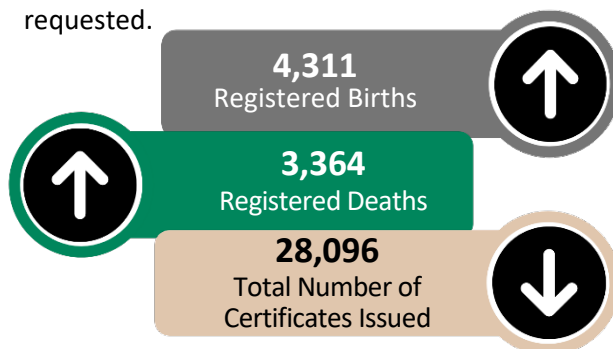 requested.
4,311
Registered Births
3,364
Registered Deaths
28,096
Total Number of
Certificates Issued